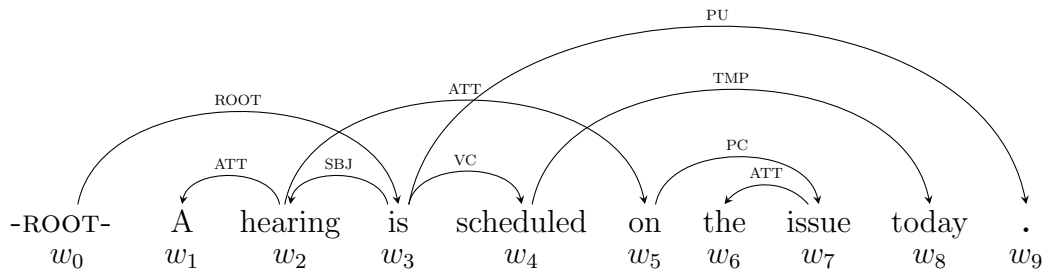 PU
ATT TMP
ROOT
PC
ATT SBJ VC ATT
-ROOT- A hearing is scheduled on the issue today .
w0 w1 w2 w3 w4 w5 w6 w7 w8 w9